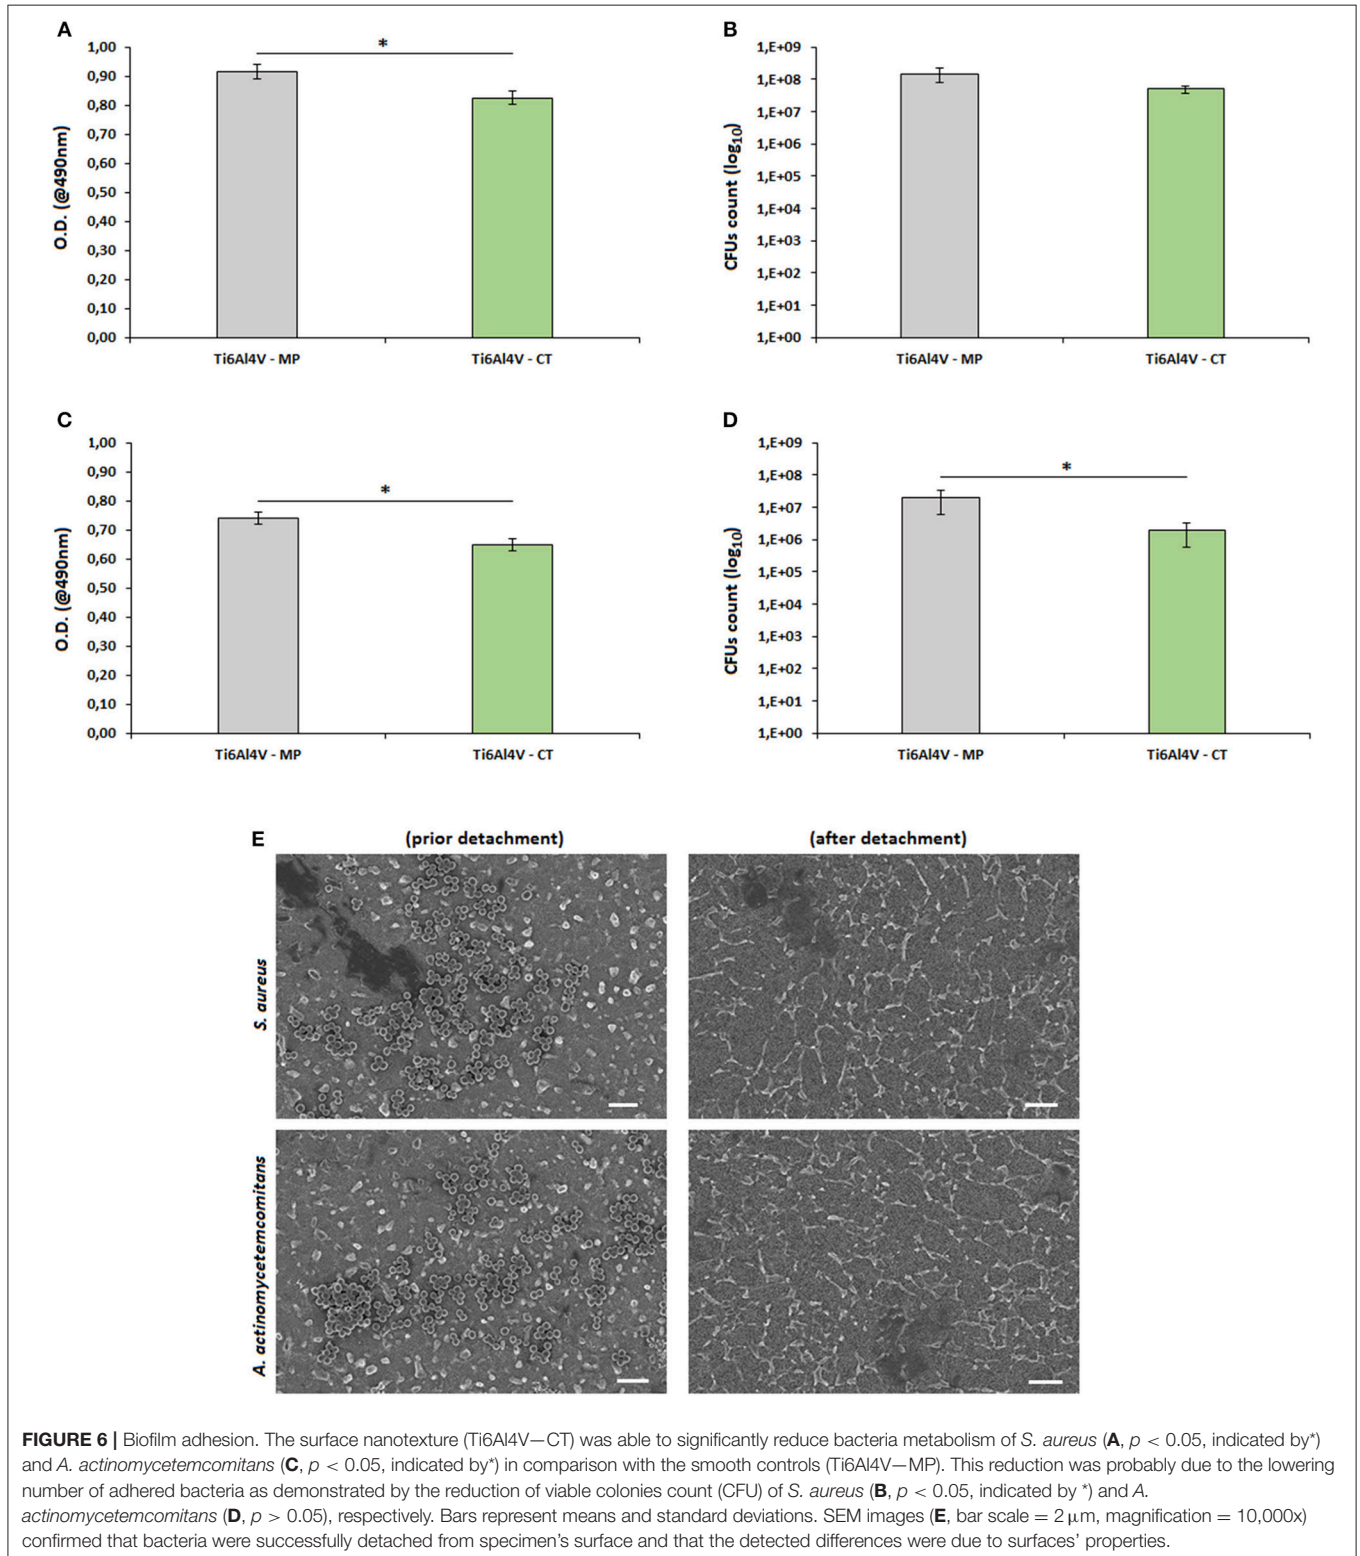 A
*
1,00
0,90
0,80
0,70
0,60
0,50
0,40
0,30
0,20
0,10
0,00
O.D. (@490nm)
Ti6Al4V - MP
Ti6Al4V - CT
B
1,E+09
1,E+08
1,E+07
1,E+06
1,E+05
1,E+04
1,E+03
1,E+02
1,E+01
1,E+00
CFUs count (log10)
Ti6Al4V - MP
Ti6Al4V - CT
C
*
1,00
0,90
0,80
0,70
0,60
0,50
0,40
0,30
0,20
0,10
0,00
O.D. (@490nm)
Ti6Al4V - MP
Ti6Al4V - CT
D
*
1,E+09
1,E+08
1,E+07
1,E+06
1,E+05
1,E+04
1,E+03
1,E+02
1,E+01
1,E+00
CFUs count (log10)
Ti6Al4V - MP
Ti6Al4V - CT
E
(prior detachment)
(after detachment)
S. aureus
A. actinomycetemcomitans
FIGURE 6 | Biofilm adhesion. The surface nanotexture (Ti6Al4V—CT) was able to significantly reduce bacteria metabolism of S. aureus (A, p < 0.05, indicated by*)
and A. actinomycetemcomitans (C, p < 0.05, indicated by*) in comparison with the smooth controls (Ti6Al4V—MP). This reduction was probably due to the lowering
number of adhered bacteria as demonstrated by the reduction of viable colonies count (CFU) of S. aureus (B, p < 0.05, indicated by *) and A.
actinomycetemcomitans (D, p > 0.05), respectively. Bars represent means and standard deviations. SEM images (E, bar scale = 2 μm, magnification = 10,000x)
confirmed that bacteria were successfully detached from specimen's surface and that the detected differences were due to surfaces' properties.